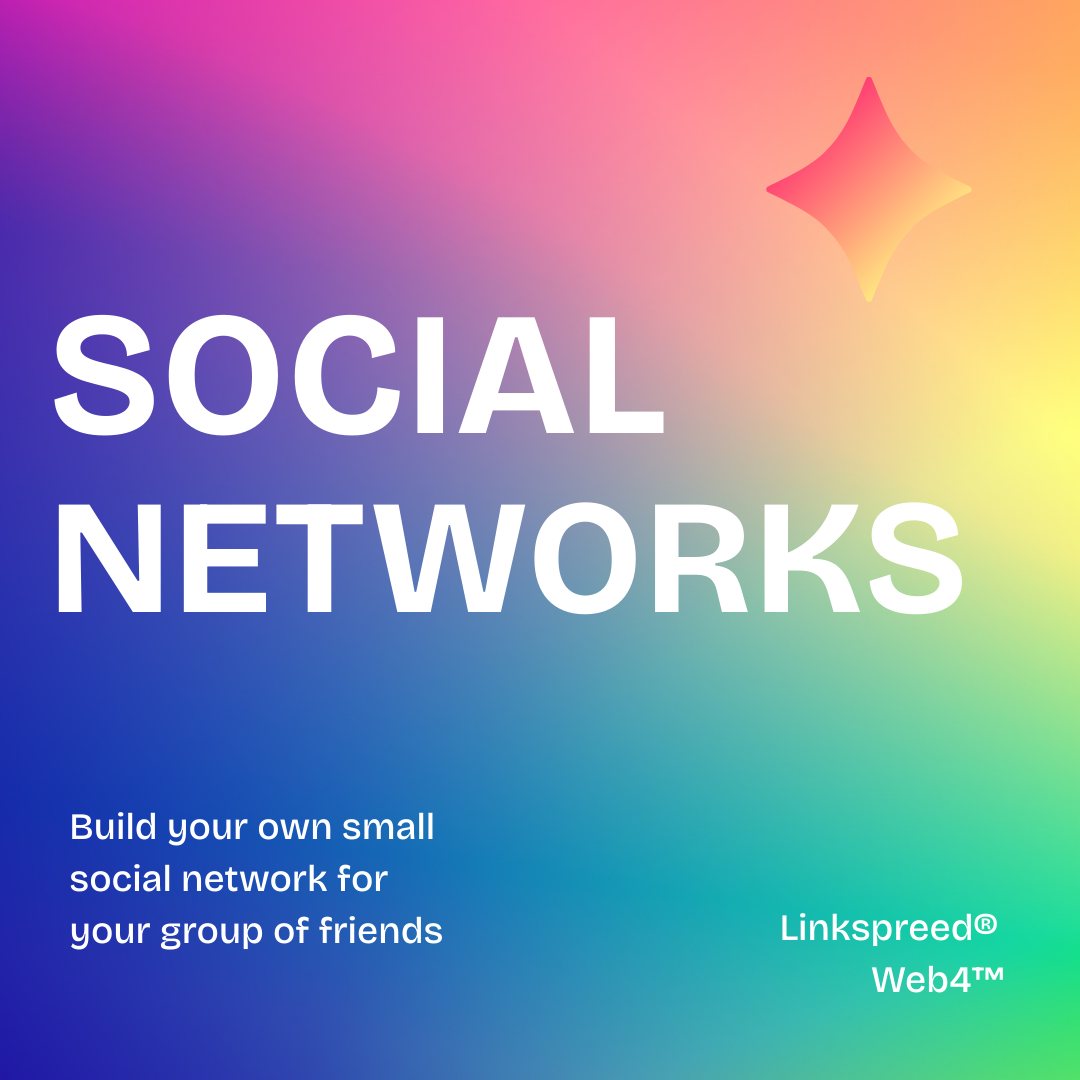 SOCIAL
NETWORKS
Build your own small
social network for
your group of friends
Linkspreed®
Web4™